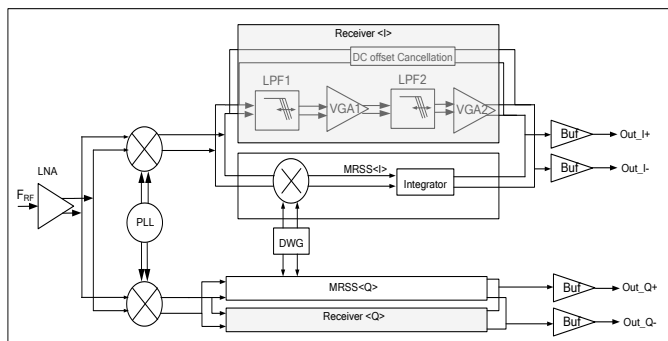 Receiver <I>
DC offset Cancellation
LPF1
VGA1
LPF2
VGA2
Buf
Out_I+
Buf
Out_I-
MRSS<I>
Integrator
LNA
FRF
PLL
DWG
MRSS<Q>
Receiver <Q>
Buf
Out_Q+
Buf
Out_Q-